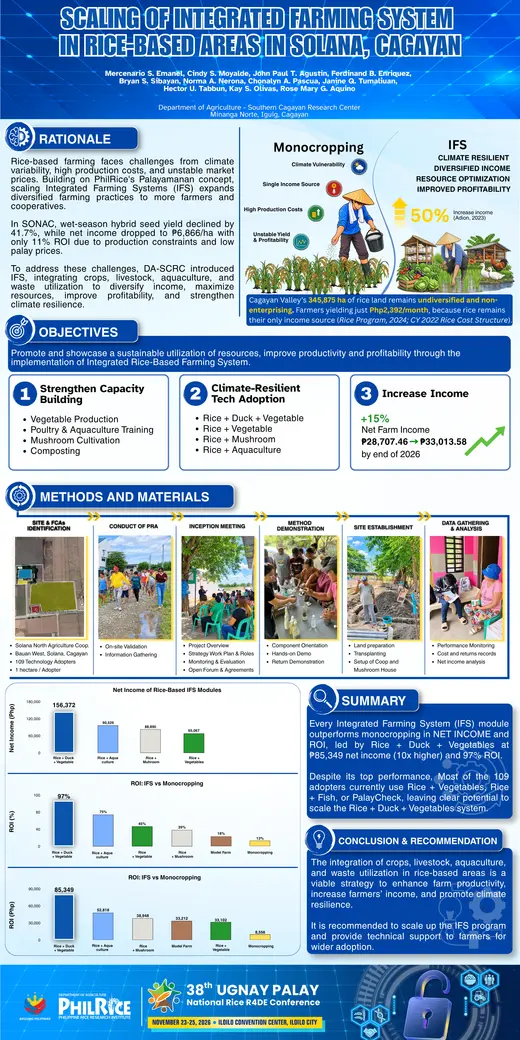 SCALING OF INTEGRATED FARMING SYSTEM
IN RICE-BASED AREAS IN SOLANA, CAGAYAN
Mercenario S. Emanel, Cindy S. Moyalde, John Paul T. Agustin, Ferdinand B. Enriquez,
Bryan S. Sibayan, Norma A. Nerona, Chonalyn A. Pascua, Janine Q. Tumaliuan,
Hector U. Tabbun, Kay S. Olivas, Rose Mary G. Aquino
Department of Agriculture - Southern Cagayan Research Center
Minanga Norte, Iguig, Cagayan
RATIONALE
Rice-based farming faces challenges from climate
variability, high production costs, and unstable market
prices. Building on PhilRice's Palayamanan concept,
scaling Integrated Farming Systems (IFS) expands
diversified farming practices to more farmers and
cooperatives.
In SONAC, wet-season hybrid seed yield declined by
41.7%, while net income dropped to ₱6,866/ha with
only 11% ROI due to production constraints and low
palay prices.
To address these challenges, DA-SCRC introduced
IFS, integrating crops, livestock, aquaculture, and
waste utilization to diversify income, maximize
resources, improve profitability, and strengthen
climate resilience.
Monocropping
Climate Vulnerability
Single Income Source
High Production Costs
Unstable Yield
& Profitability
IFS
CLIMATE RESILIENT
DIVERSIFIED INCOME
RESOURCE OPTIMIZATION
IMPROVED PROFITABILITY
50%
Increase income
(Adion, 2023)
Cagayan Valley's 345,875 ha of rice land remains undiversified and non-
enterprising. Farmers yielding just Php2,392/month, because rice remains
their only income source (Rice Program, 2024; CY 2022 Rice Cost Structure).
OBJECTIVES
Promote and showcase a sustainable utilization of resources, improve productivity and profitability through the
implementation of Integrated Rice-Based Farming System.
1 Strengthen Capacity
Building
• Vegetable Production
• Poultry & Aquaculture Training
• Mushroom Cultivation
• Composting
2 Climate-Resilient
Tech Adoption
• Rice + Duck + Vegetable
• Rice + Vegetable
• Rice + Mushroom
• Rice + Aquaculture
3 Increase Income
+15%
Net Farm Income
₱28,707.46 → ₱33,013.58
by end of 2026
METHODS AND MATERIALS
SITE & FCAs
IDENTIFICATION
• Solana North Agriculture Coop.
• Bauan West, Solana, Cagayan
• 109 Technology Adopters
• 1 hectare / Adopter
CONDUCT OF PRA
• On-site Validation
• Information Gathering
INCEPTION MEETING
• Project Overview
• Strategy Work Plan & Roles
• Monitoring & Evaluation
• Open Forum & Agreements
METHOD
DEMONSTRATION
• Component Orientation
• Hands-on Demo
• Return Demonstration
SITE ESTABLISHMENT
• Land preparation
• Transplanting
• Setup of Coop and
Mushroom House
DATA GATHERING
& ANALYSIS
• Performance Monitoring
• Cost and returns records
• Net income analysis
Net Income of Rice-Based IFS Modules
Net Income (Php)
180,000
120,000
60,000
0
156,372
Rice + Duck +
Vegetable
Rice + Aqua
culture
Rice +
Mushroom
Rice +
Vegetable
ROI: IFS vs Monocropping
ROI (%)
97%
Rice + Duck +
Vegetable
Rice + Aqua
culture
Rice +
Vegetable
Rice +
Mushroom
Model Farm
Monocropping
ROI: IFS vs Monocropping
ROI (Php)
90,000
60,000
30,000
0
85,349
Rice + Duck +
Vegetable
Rice + Aqua
culture
Rice
+ Mushroom
Model Farm
Rice +
Vegetable
Monocropping
SUMMARY
Every Integrated Farming System (IFS) module
outperforms monocropping in NET INCOME and
ROI, led by Rice + Duck + Vegetables at
₱85,349 net income (10x higher) and 97% ROI.
Despite its top performance, Most of the 109
adopters currently use Rice + Vegetables, Rice
+ Fish, or PalayCheck, leaving clear potential to
scale the Rice + Duck + Vegetables system.
CONCLUSION & RECOMMENDATION
The integration of crops, livestock, aquaculture,
and waste utilization in rice-based areas is a
viable strategy to enhance farm productivity,
increase farmers' income, and promote climate
resilience.
It is recommended to scale up the IFS program
and provide technical support to farmers for
wider adoption.
PHILRICE
PHILIPPINE RICE RESEARCH INSTITUTE
38th UGNAY PALAY
National Rice R4DE Conference
NOVEMBER 23-25, 2026
ILOILO CONVENTION CENTER, ILOILO CITY